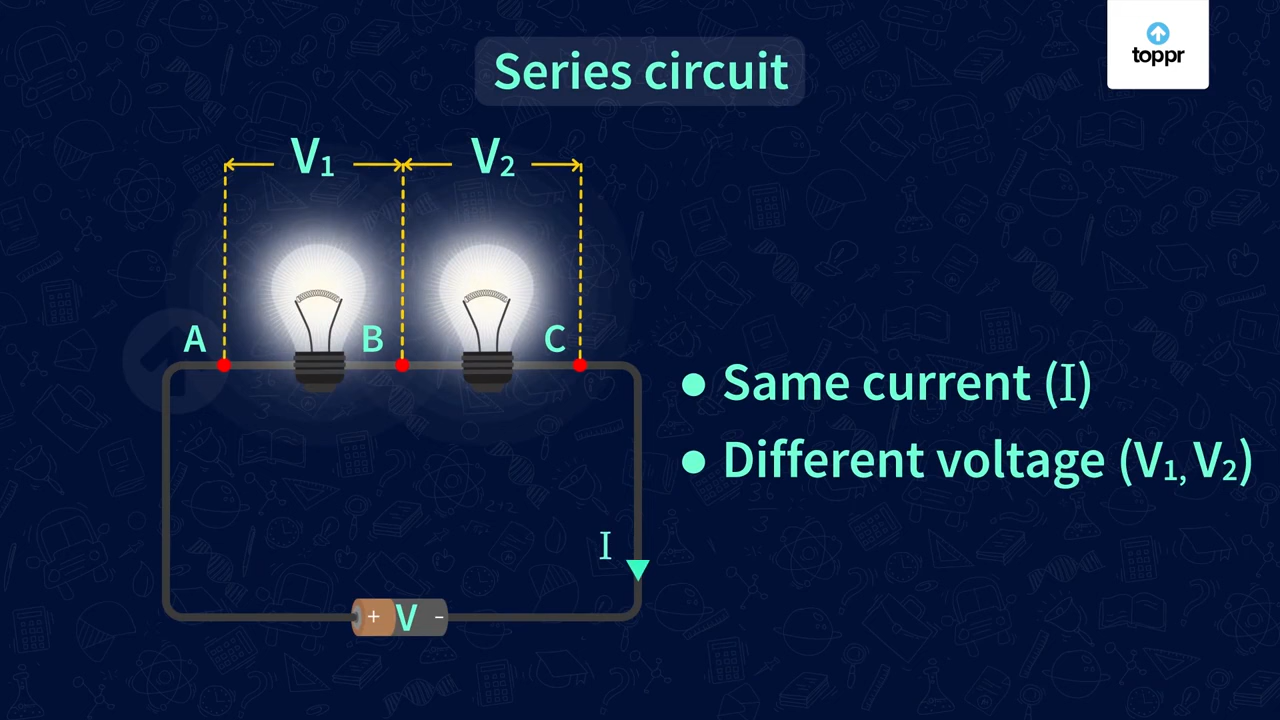 toppr
Series circuit
V₁ V₂
A B C
● Same current (I)
● Different voltage (V₁, V₂)
I
+ V -